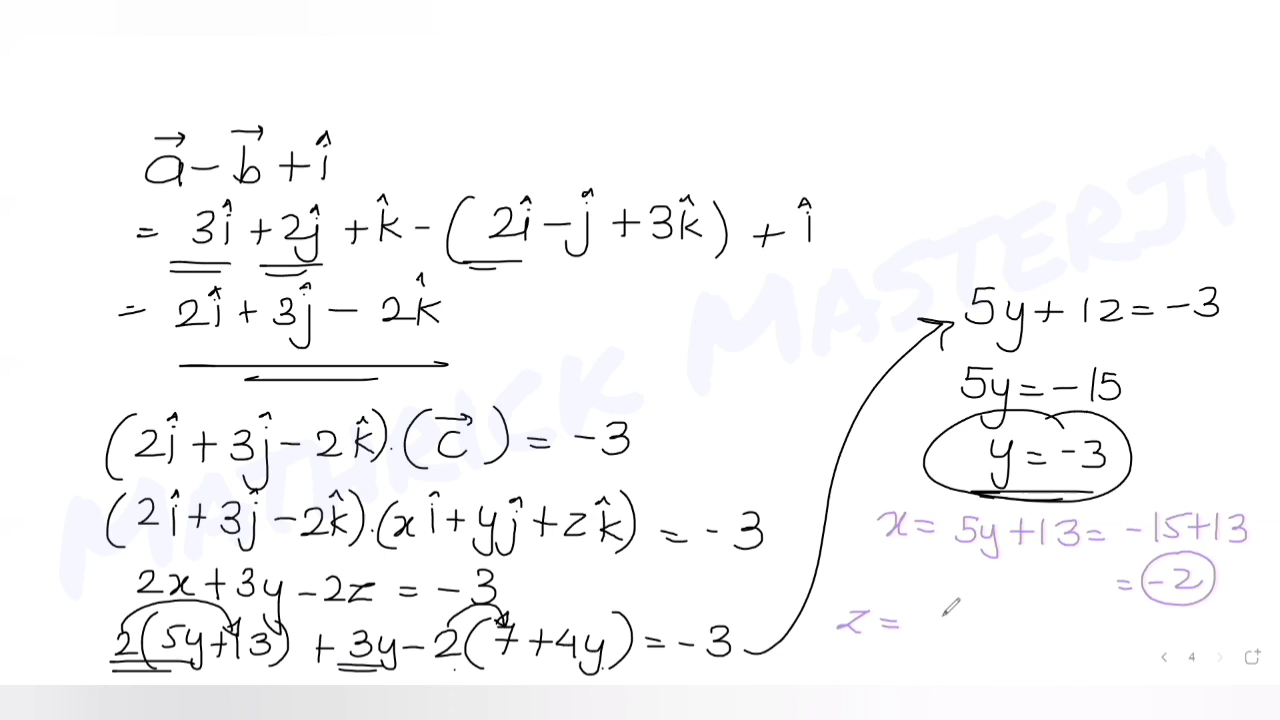 a⃗ − b⃗ + î
= 3î + 2ĵ + k̂ − (2î − ĵ + 3k̂) + î
= 2î + 3ĵ − 2k̂
(2î + 3ĵ − 2k̂).(c⃗) = −3
(2î + 3ĵ − 2k̂).(xî + yĵ + zk̂) = −3
2x + 3y − 2z = −3
2(5y+13) + 3y − 2(7+4y) = −3
5y + 12 = −3
5y = −15
y = −3
x = 5y + 13 = −15 + 13
= −2
z =
MATHRICK MASTERJI
< 4 >